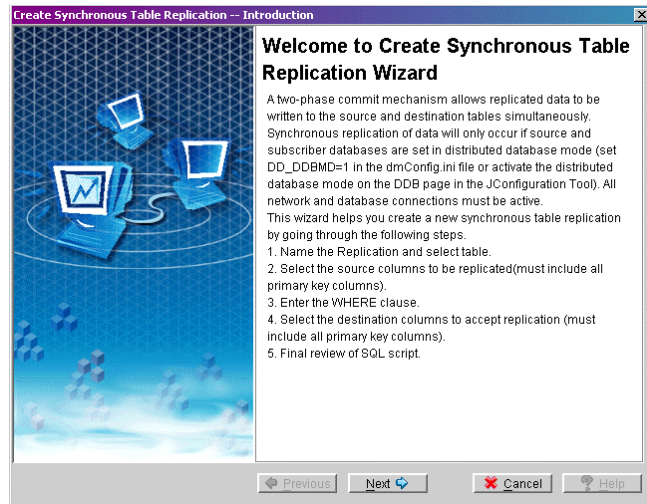 Create Synchronous Table Replication -- Introduction
Welcome to Create Synchronous Table
Replication Wizard
A two-phase commit mechanism allows replicated data to be
written to the source and destination tables simultaneously.
Synchronous replication of data will only occur if source and
subscriber databases are set in distributed database mode (set
DD_DDBMD=1 in the dmConfig.ini file or activate the distributed
database mode on the DDB page in the JConfiguration Tool). All
network and database connections must be active.
This wizard helps you create a new synchronous table replication
by going through the following steps.
1. Name the Replication and select table.
2. Select the source columns to be replicated(must include all
primary key columns).
3. Enter the WHERE clause.
4. Select the destination columns to accept replication (must
include all primary key columns).
5. Final review of SQL script.
Previous Next Cancel Help